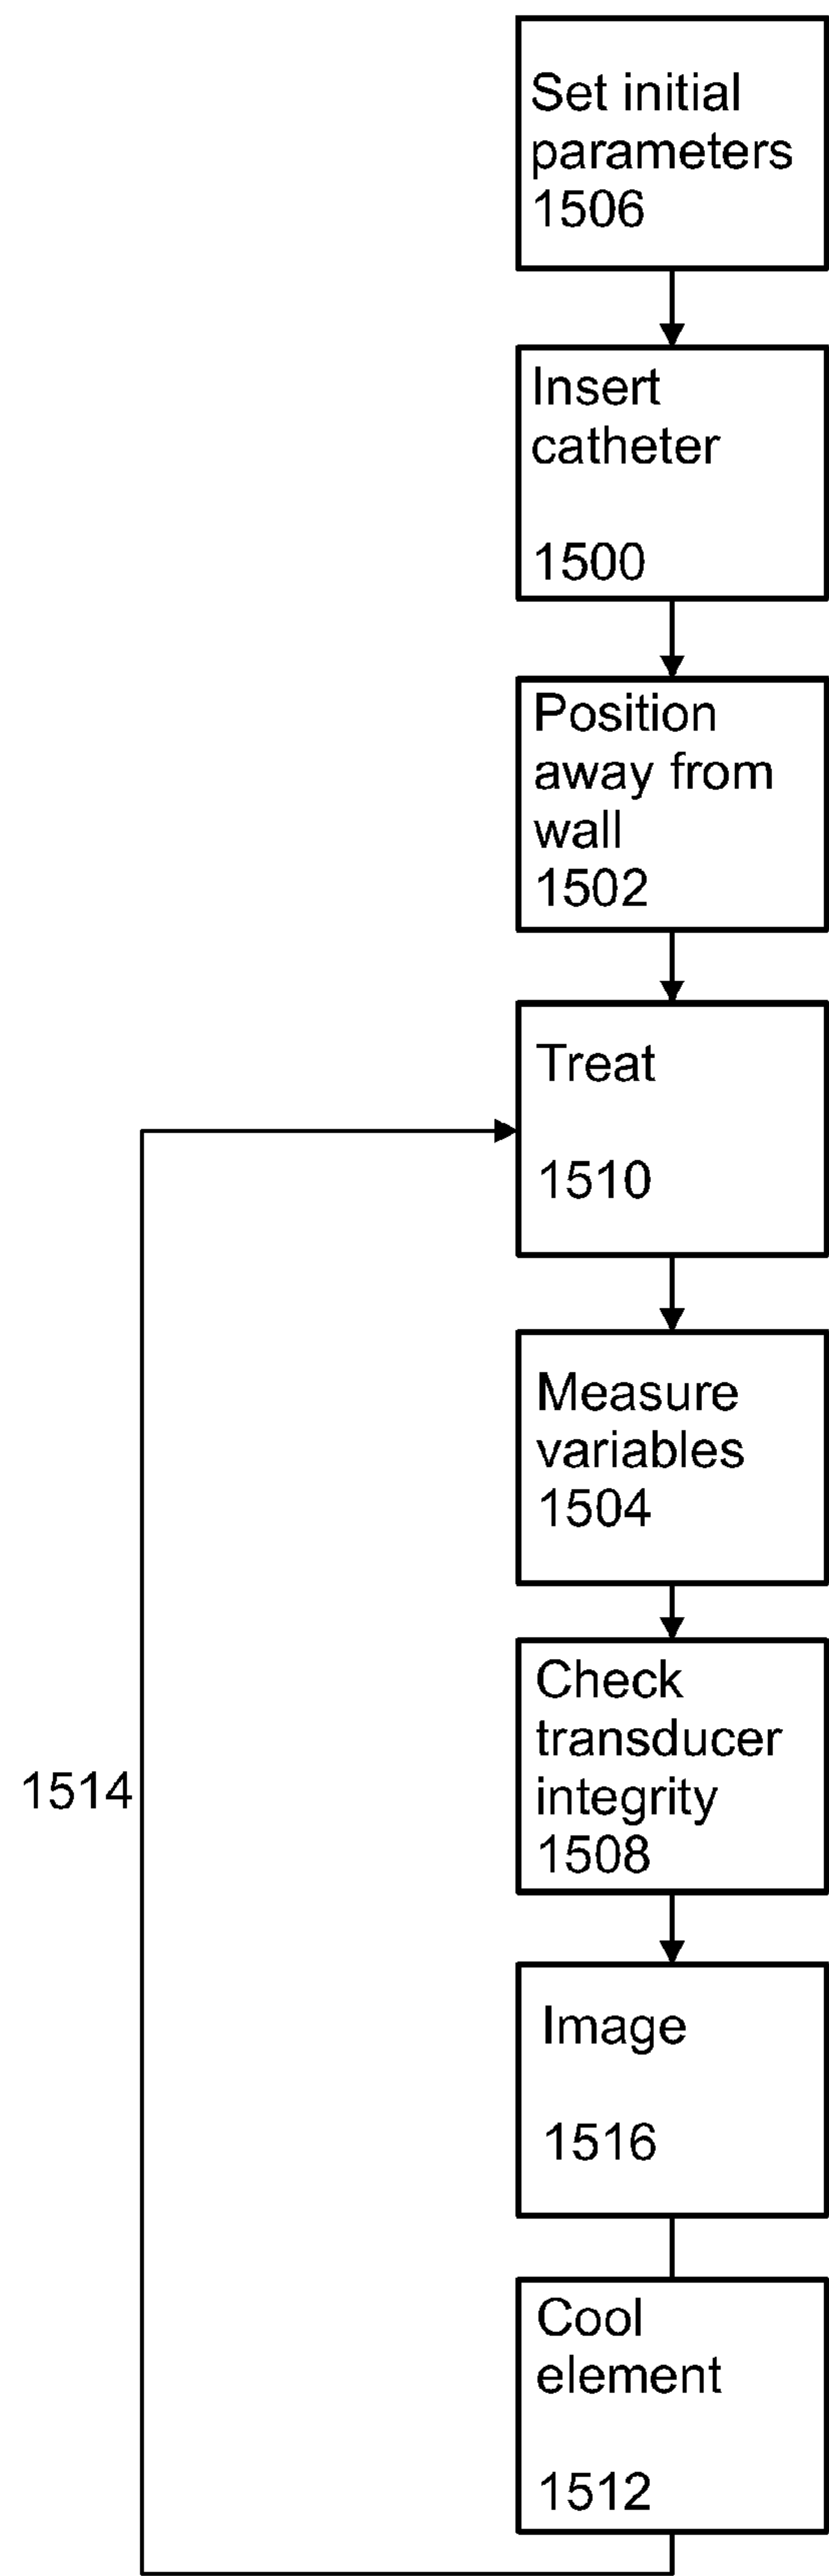 Set initial
parameters
1506
Insert
catheter
1500
Position
away from
wall
1502
Treat
1510
Measure
variables
1504
Check
transducer
integrity
1508
1514
Image
1516
Cool
element
1512